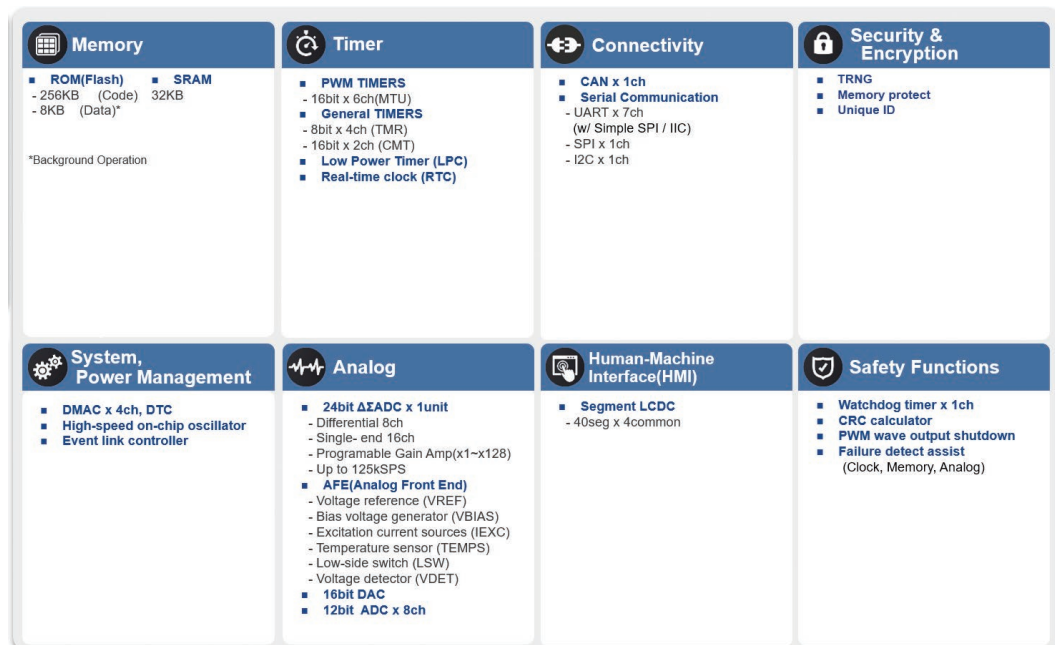 Memory
■ ROM(Flash) ■ SRAM
- 256KB (Code) 32KB
- 8KB (Data)*
*Background Operation
Timer
■ PWM TIMERS
- 16bit x 6ch(MTU)
■ General TIMERS
- 8bit x 4ch (TMR)
- 16bit x 2ch (CMT)
■ Low Power Timer (LPC)
■ Real-time clock (RTC)
Connectivity
■ CAN x 1ch
■ Serial Communication
- UART x 7ch
(w/ Simple SPI / IIC)
- SPI x 1ch
- I2C x 1ch
Security &
Encryption
■ TRNG
■ Memory protect
■ Unique ID
System,
Power Management
■ DMAC x 4ch, DTC
■ High-speed on-chip oscillator
■ Event link controller
Analog
■ 24bit ΔΣADC x 1unit
- Differential 8ch
- Single- end 16ch
- Programable Gain Amp(x1~x128)
- Up to 125kSPS
■ AFE(Analog Front End)
- Voltage reference (VREF)
- Bias voltage generator (VBIAS)
- Excitation current sources (IEXC)
- Temperature sensor (TEMPS)
- Low-side switch (LSW)
- Voltage detector (VDET)
■ 16bit DAC
■ 12bit ADC x 8ch
Human-Machine
Interface(HMI)
■ Segment LCDC
- 40seg x 4common
Safety Functions
■ Watchdog timer x 1ch
■ CRC calculator
■ PWM wave output shutdown
■ Failure detect assist
(Clock, Memory, Analog)